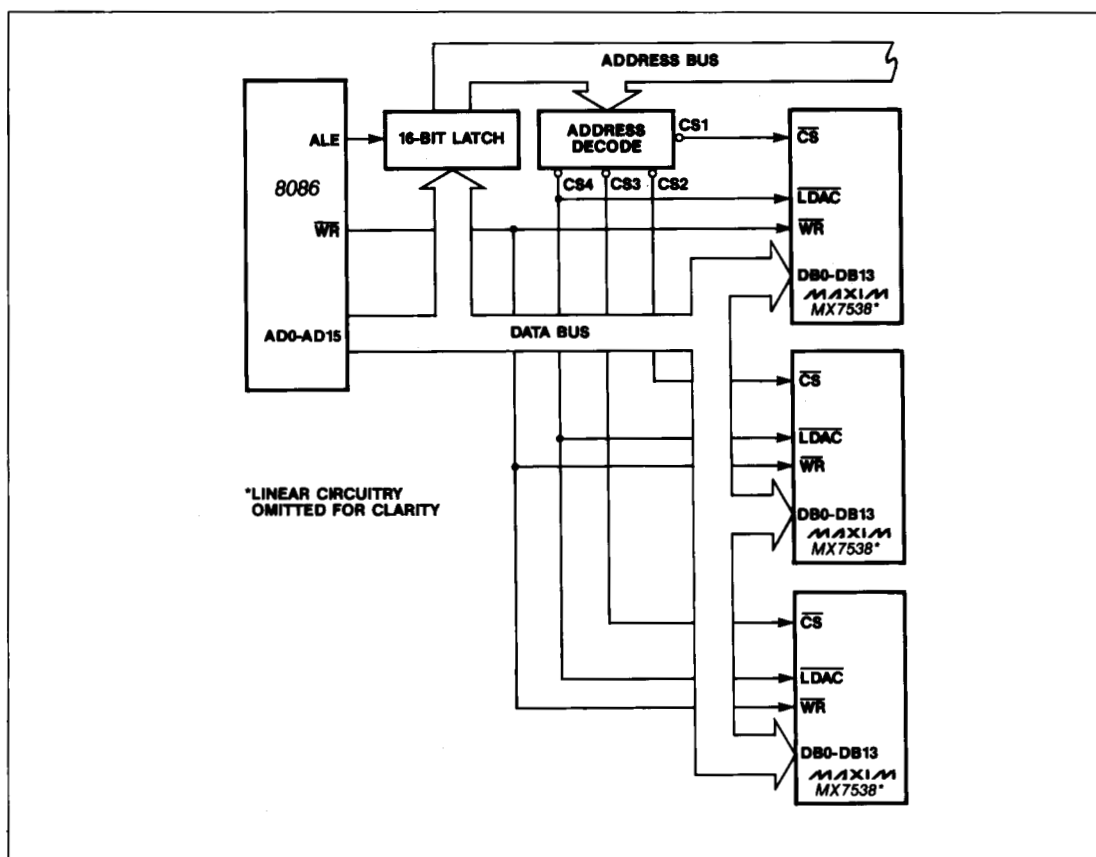 ADDRESS BUS
ALE
16-BIT LATCH
ADDRESS
DECODE
CS1
CS
8086
CS4
CS3
CS2
LDAC
WR
WR
DB0-DB13
MAXIM
MX7538*
AD0-AD15
DATA BUS
CS
LDAC
WR
*LINEAR CIRCUITRY
OMITTED FOR CLARITY
DB0-DB13
MAXIM
MX7538*
CS
LDAC
WR
DB0-DB13
MAXIM
MX7538*